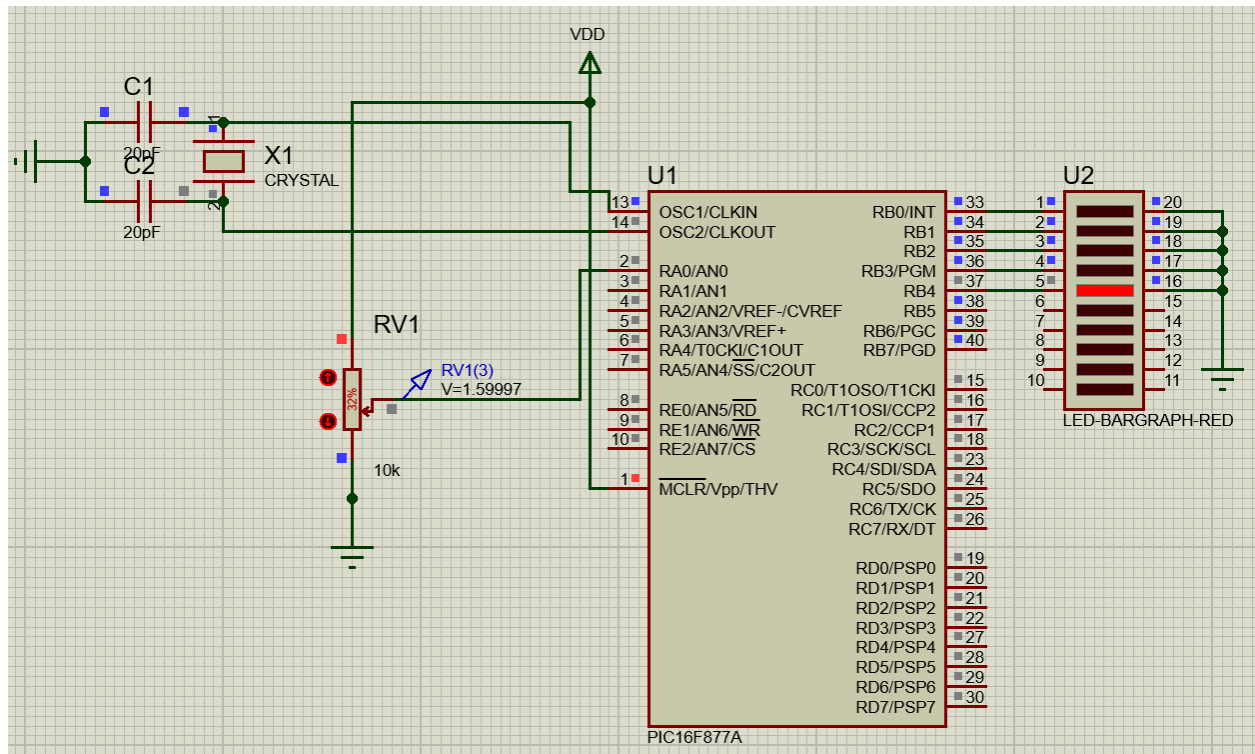 VDD
C1
20pF
C2
20pF
1
2
X1
CRYSTAL
RV1
32%
RV1(3)
V=1.59997
10k
U1
13 OSC1/CLKIN
14 OSC2/CLKOUT
2 RA0/AN0
3 RA1/AN1
4 RA2/AN2/VREF-/CVREF
5 RA3/AN3/VREF+
6 RA4/T0CKI/C1OUT
7 RA5/AN4/SS/C2OUT
8 RE0/AN5/RD
9 RE1/AN6/WR
10 RE2/AN7/CS
1 MCLR/Vpp/THV
RB0/INT 33
RB1 34
RB2 35
RB3/PGM 36
RB4 37
RB5 38
RB6/PGC 39
RB7/PGD 40
RC0/T1OSO/T1CKI 15
RC1/T1OSI/CCP2 16
RC2/CCP1 17
RC3/SCK/SCL 18
RC4/SDI/SDA 23
RC5/SDO 24
RC6/TX/CK 25
RC7/RX/DT 26
RD0/PSP0 19
RD1/PSP1 20
RD2/PSP2 21
RD3/PSP3 22
RD4/PSP4 27
RD5/PSP5 28
RD6/PSP6 29
RD7/PSP7 30
PIC16F877A
U2
1 20
2 19
3 18
4 17
5 16
6 15
7 14
8 13
9 12
10 11
LED-BARGRAPH-RED